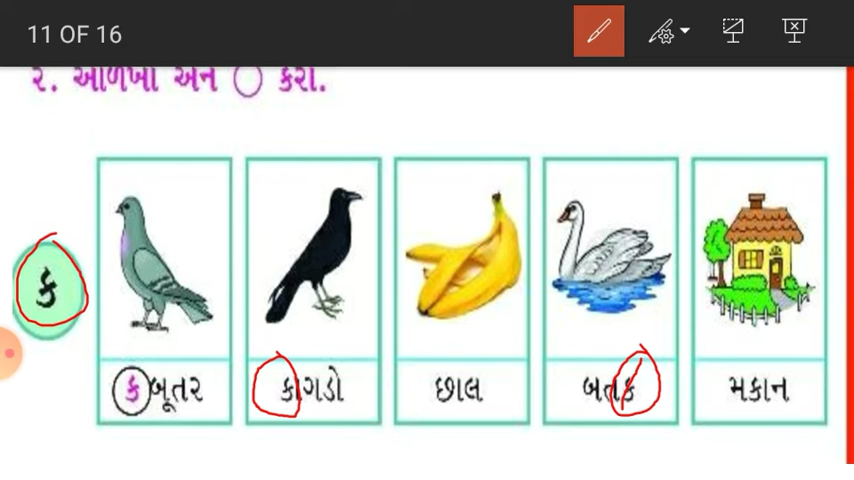 11 OF 16
૨. ઓળખો અને ◯ કરો.
ક
કબૂતર
કાગડો
છાલ
બતક
મકાન